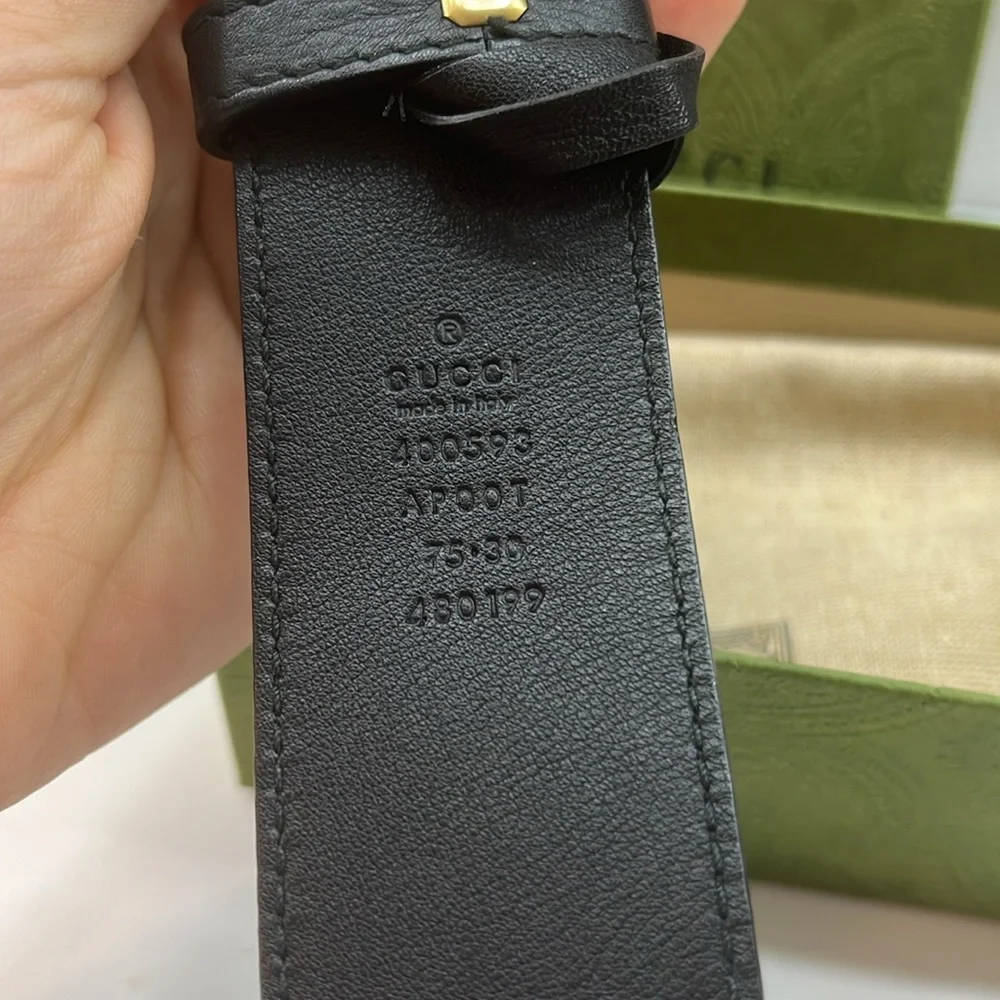 ®
GUCCI
made in italy
400593
AP00T
75·30
480199